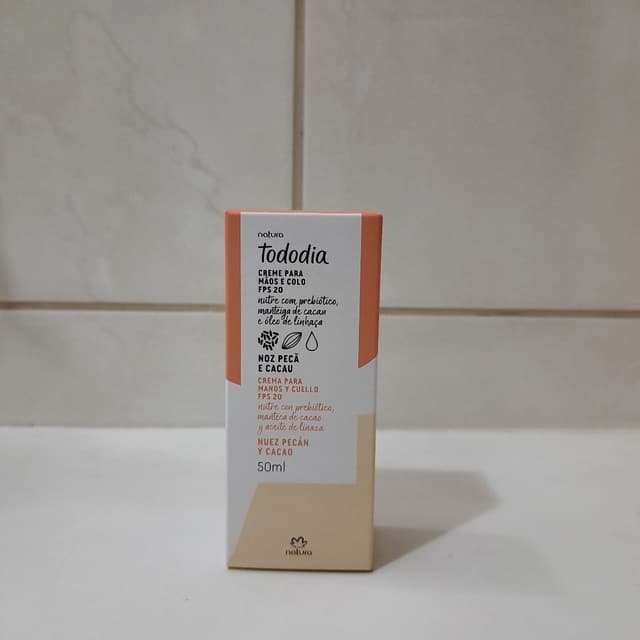 natura
Tododia
CREME PARA
MÃOS E COLO
FPS 20
nutre com prebiótico,
manteiga de cacau
e óleo de linhaça
NOZ PECÃ
E CACAU
CREMA PARA
MANOS Y CUELLO
FPS 20
nutre con prebiótico,
manteca de cacao
y aceite de linaza
NUEZ PECÁN
Y CACAO
50ml
natura